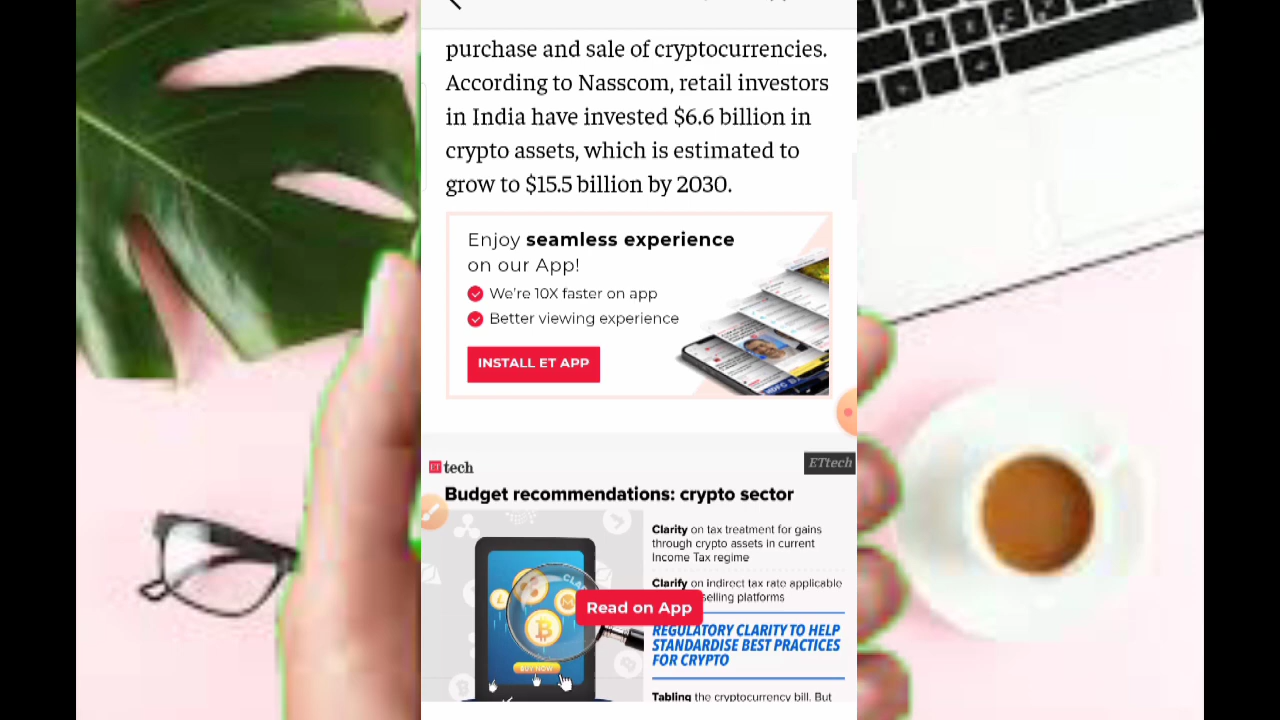 purchase and sale of cryptocurrencies.
According to Nasscom, retail investors
in India have invested $6.6 billion in
crypto assets, which is estimated to
grow to $15.5 billion by 2030.
Enjoy seamless experience
on our App!
We're 10X faster on app
Better viewing experience
INSTALL ET APP
ET tech
ETtech
Budget recommendations: crypto sector
Clarity on tax treatment for gains
through crypto assets in current
Income Tax regime
Clarify on indirect tax rate applicable
selling platforms
Read on App
REGULATORY CLARITY TO HELP
STANDARDISE BEST PRACTICES
FOR CRYPTO
BUY NOW
Tabling the cryptocurrency bill. But